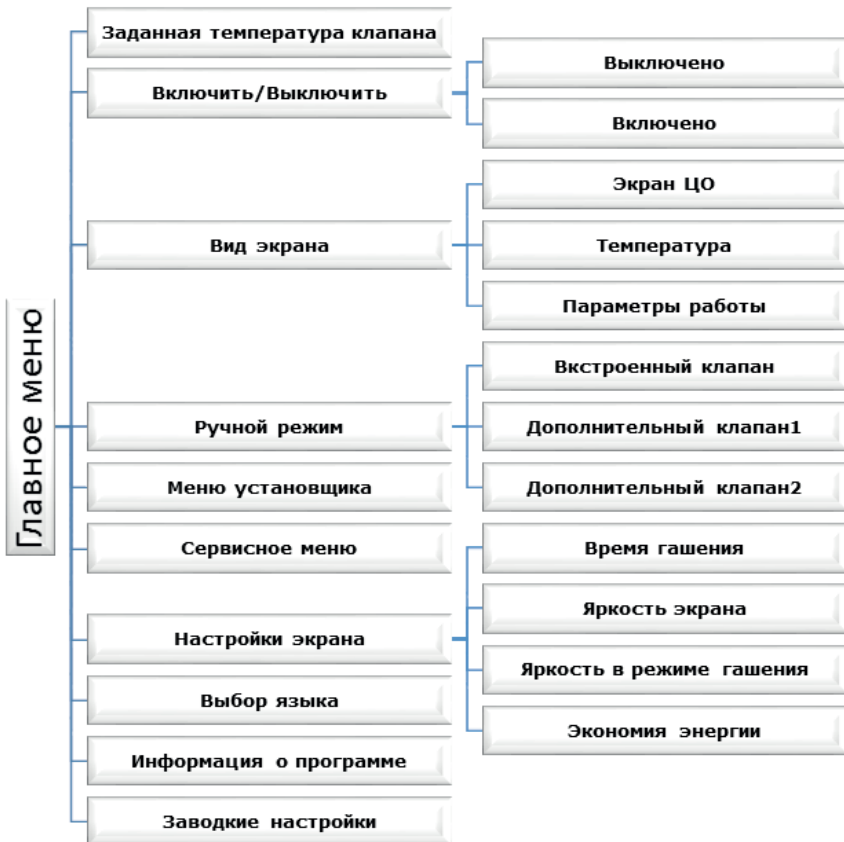 Главное меню
Заданная температура клапана
Включить/Выключить
Выключено
Включено
Вид экрана
Экран ЦО
Температура
Параметры работы
Ручной режим
Вкстроенный клапан
Дополнительный клапан1
Дополнительный клапан2
Меню установщика
Сервисное меню
Настройки экрана
Время гашения
Яркость экрана
Яркость в режиме гашения
Экономия энергии
Выбор языка
Информация о программе
Заводкие настройки